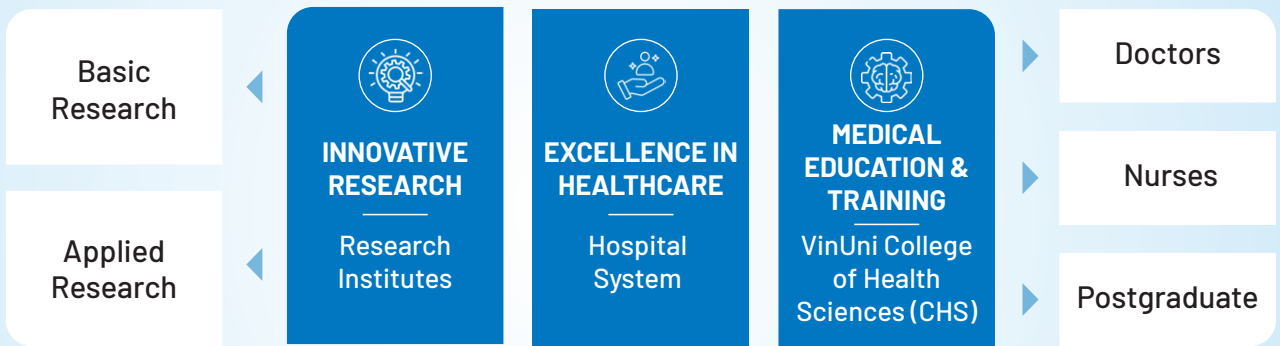 Basic
Research
Applied
Research
INNOVATIVE
RESEARCH
Research
Institutes
EXCELLENCE IN
HEALTHCARE
Hospital
System
MEDICAL
EDUCATION &
TRAINING
VinUni College
of Health
Sciences (CHS)
Doctors
Nurses
Postgraduate